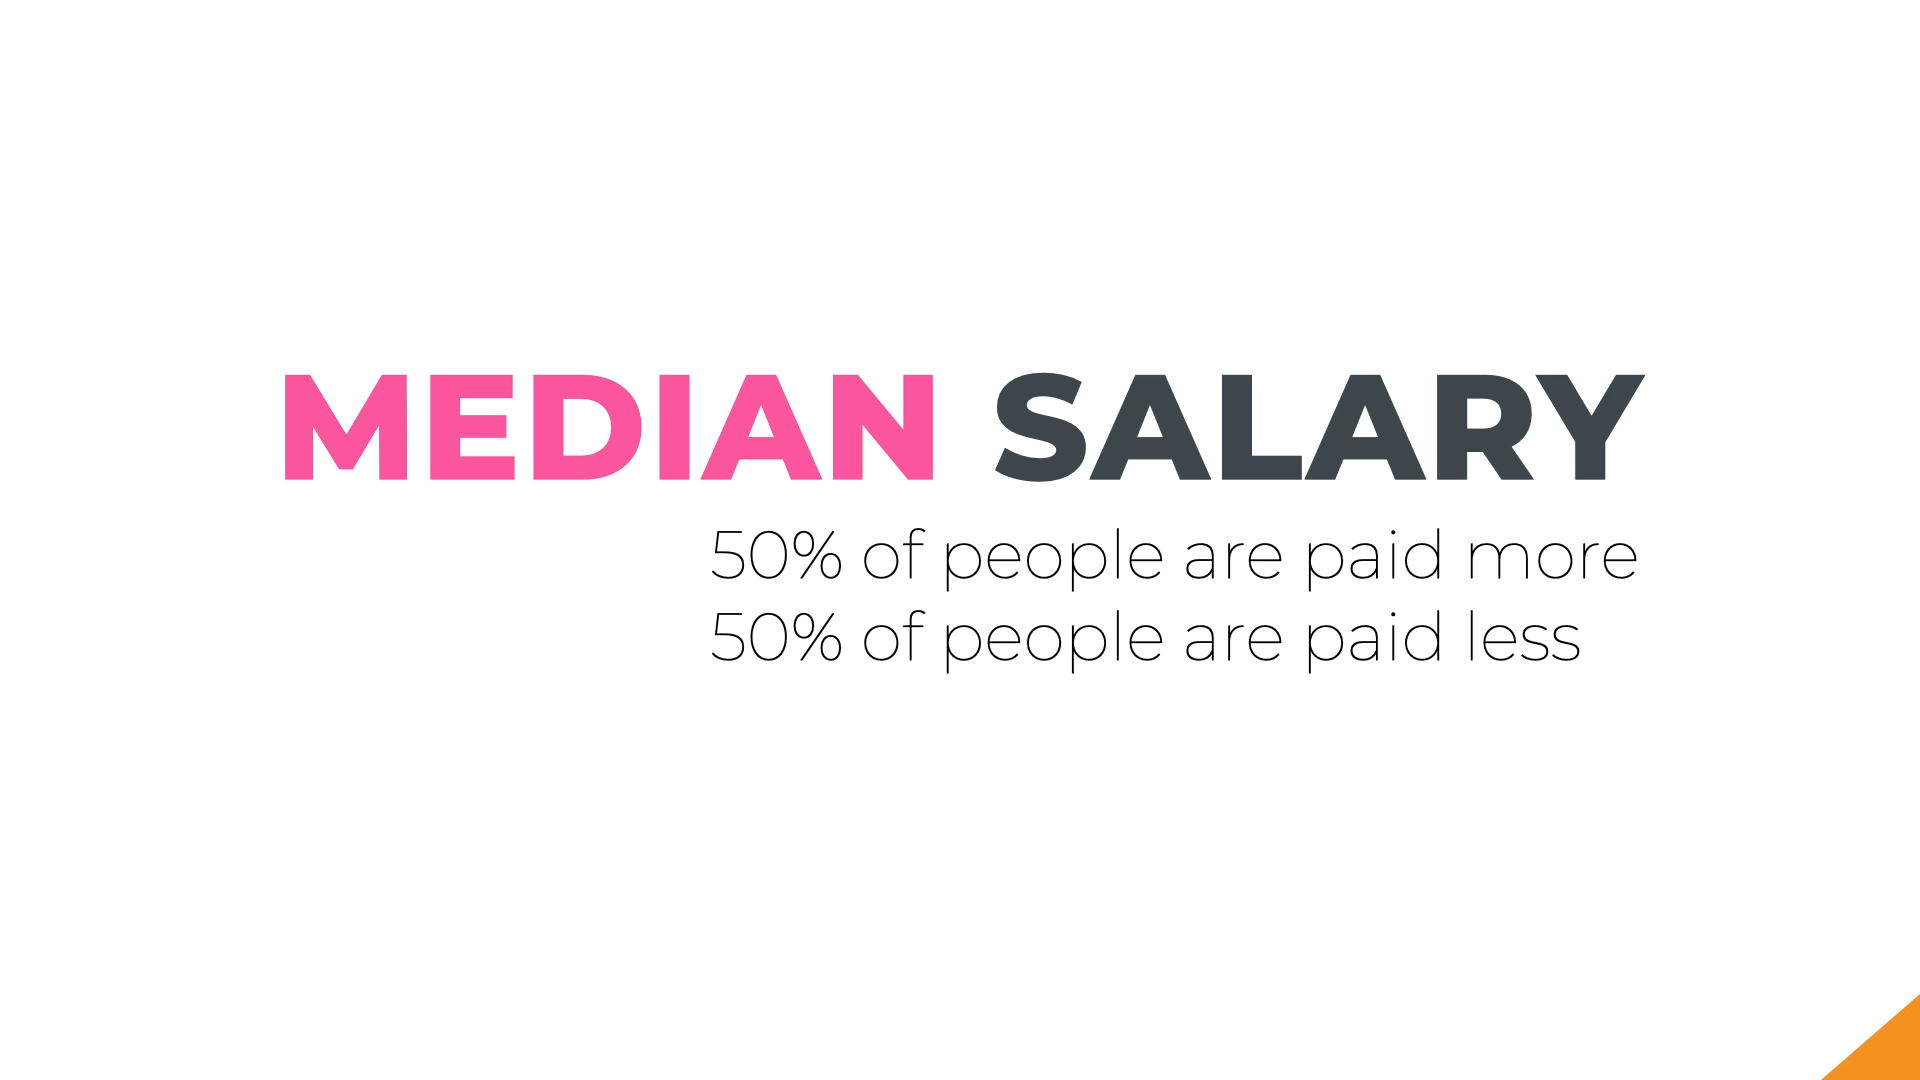 MEDIAN SALARY
50% of people are paid more
50% of people are paid less